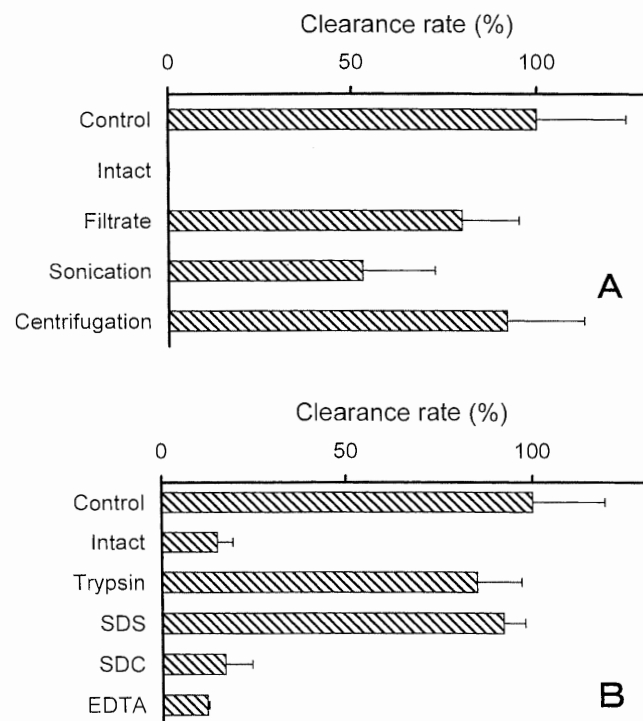 Clearance rate (%)
0 50 100
Control
Intact
Filtrate
Sonication
Centrifugation
A
Clearance rate (%)
0 50 100
Control
Intact
Trypsin
SDS
SDC
EDTA
B